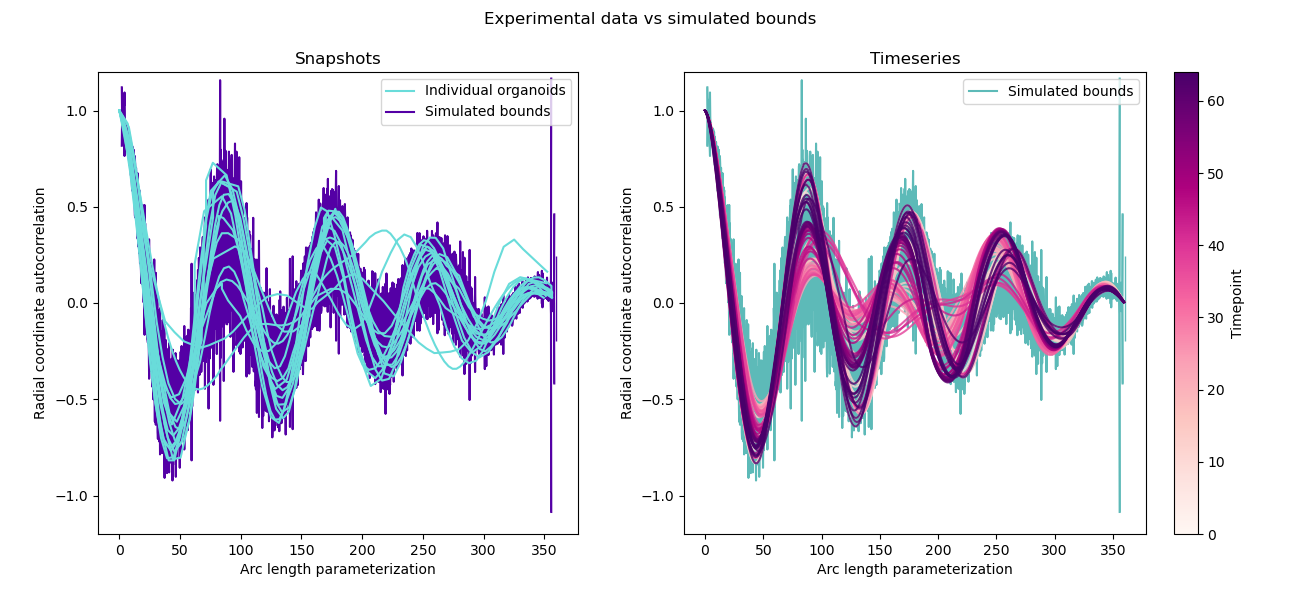 Experimental data vs simulated bounds
Snapshots
Individual organoids
Simulated bounds
1.0
0.5
0.0
−0.5
−1.0
Radial coordinate autocorrelation
0 50 100 150 200 250 300 350
Arc length parameterization
Timeseries
Simulated bounds
1.0
0.5
0.0
−0.5
−1.0
Radial coordinate autocorrelation
0 50 100 150 200 250 300 350
Arc length parameterization
60
50
40
30
20
10
0
Timepoint